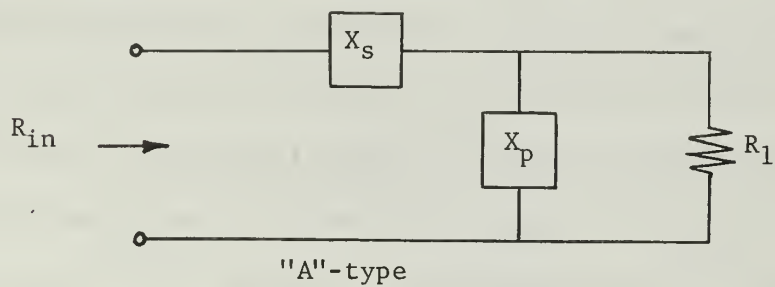 X_s
R_in
X_p
R_1
"A"-type